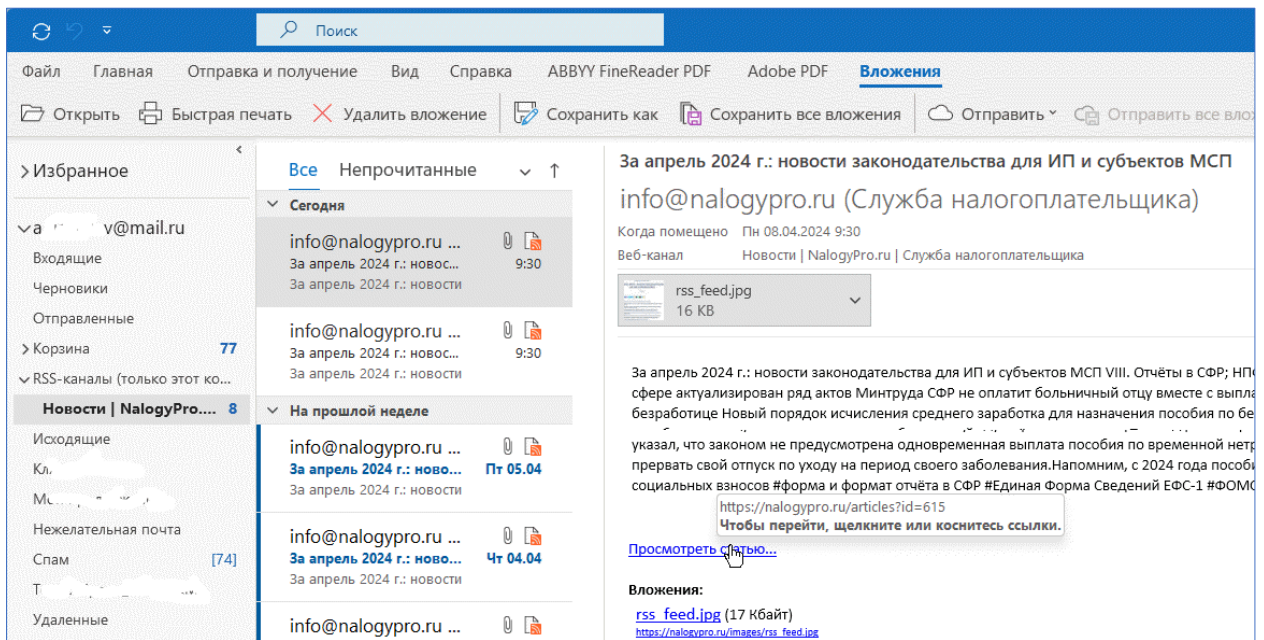 Поиск
Файл Главная Отправка и получение Вид Справка ABBYY FineReader PDF Adobe PDF Вложения
Открыть Быстрая печать Удалить вложение Сохранить как Сохранить все вложения Отправить Отправить все
Избранное
v@mail.ru
Входящие
Черновики
Отправленные
Корзина 77
RSS-каналы (только этот ко...
Новости | NalogyPro.... 8
Исходящие
Нежелательная почта
Спам [74]
Удаленные
Все Непрочитанные
Сегодня
info@nalogypro.ru ...
За апрель 2024 г.: новос... 9:30
За апрель 2024 г.: новости
info@nalogypro.ru ...
За апрель 2024 г.: новос... 9:30
За апрель 2024 г.: новости
На прошлой неделе
info@nalogypro.ru ...
За апрель 2024 г.: ново... Пт 05.04
За апрель 2024 г.: новости
info@nalogypro.ru ...
За апрель 2024 г.: ново... Чт 04.04
За апрель 2024 г.: новости
info@nalogypro.ru ...
За апрель 2024 г.: новости законодательства для ИП и субъектов МСП
info@nalogypro.ru (Служба налогоплательщика)
Когда помещено Пн 08.04.2024 9:30
Веб-канал Новости | NalogyPro.ru | Служба налогоплательщика
rss_feed.jpg
16 KB
За апрель 2024 г.: новости законодательства для ИП и субъектов МСП VIII. Отчёты в СФР;
сфере актуализирован ряд актов Минтруда СФР не оплатит больничный отцу вместе с
безработице Новый порядок исчисления среднего заработка для назначения пособия по
указал, что законом не предусмотрена одновременная выплата пособия по временной
прервать свой отпуск по уходу на период своего заболевания.Напомним, с 2024 года
социальных взносов #форма и формат отчёта в СФР #Единая Форма Сведений ЕФС-1
https://nalogypro.ru/articles?id=615
Чтобы перейти, щелкните или коснитесь ссылки.
Просмотреть статью...
Вложения:
rss_feed.jpg (17 Кбайт)
https://nalogypro.ru/images/rss_feed.jpg